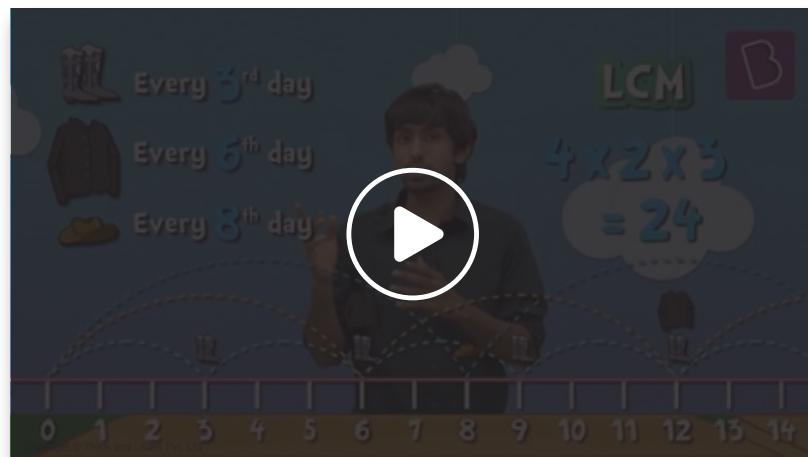 Every 3rd day
Every 6th day
Every 8th day
LCM
4 x 2 x 3
= 24
B
0 1 2 3 4 5 6 7 8 9 10 11 12 13 14